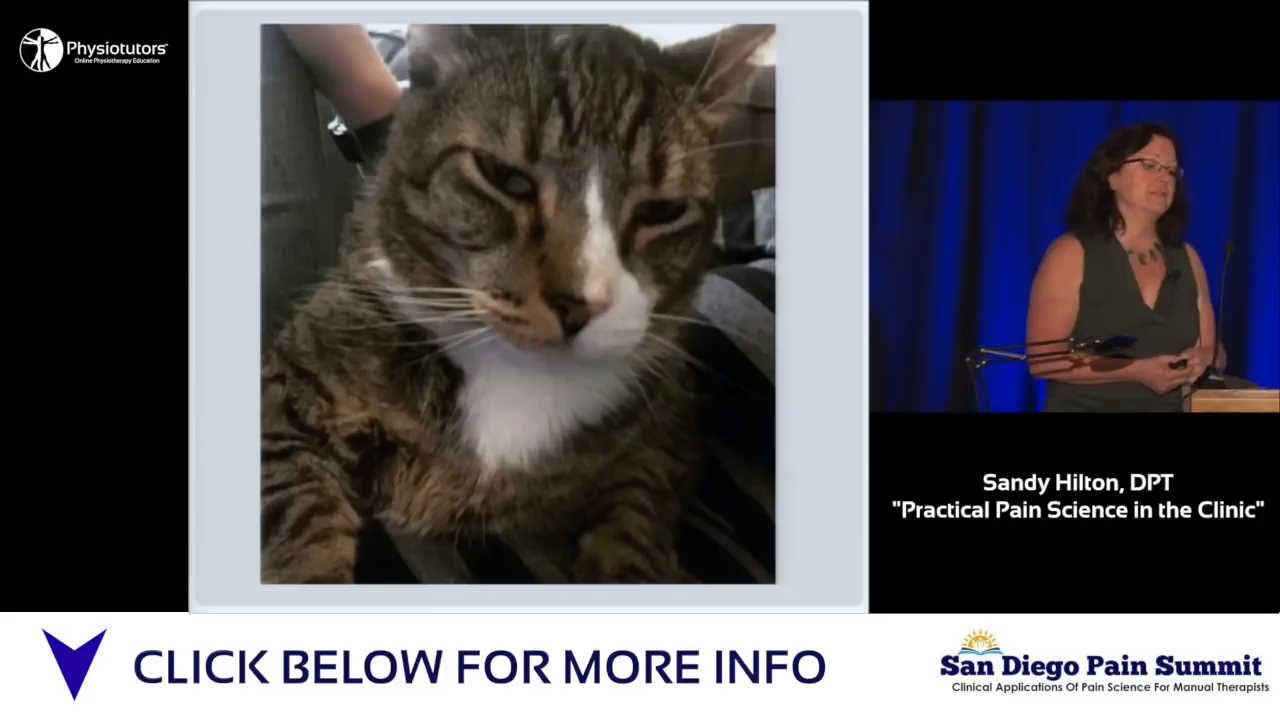 Physiotutors
Online Physiotherapy Education
Sandy Hilton, DPT
"Practical Pain Science in the Clinic"
CLICK BELOW FOR MORE INFO
San Diego Pain Summit
Clinical Applications Of Pain Science For Manual Therapists